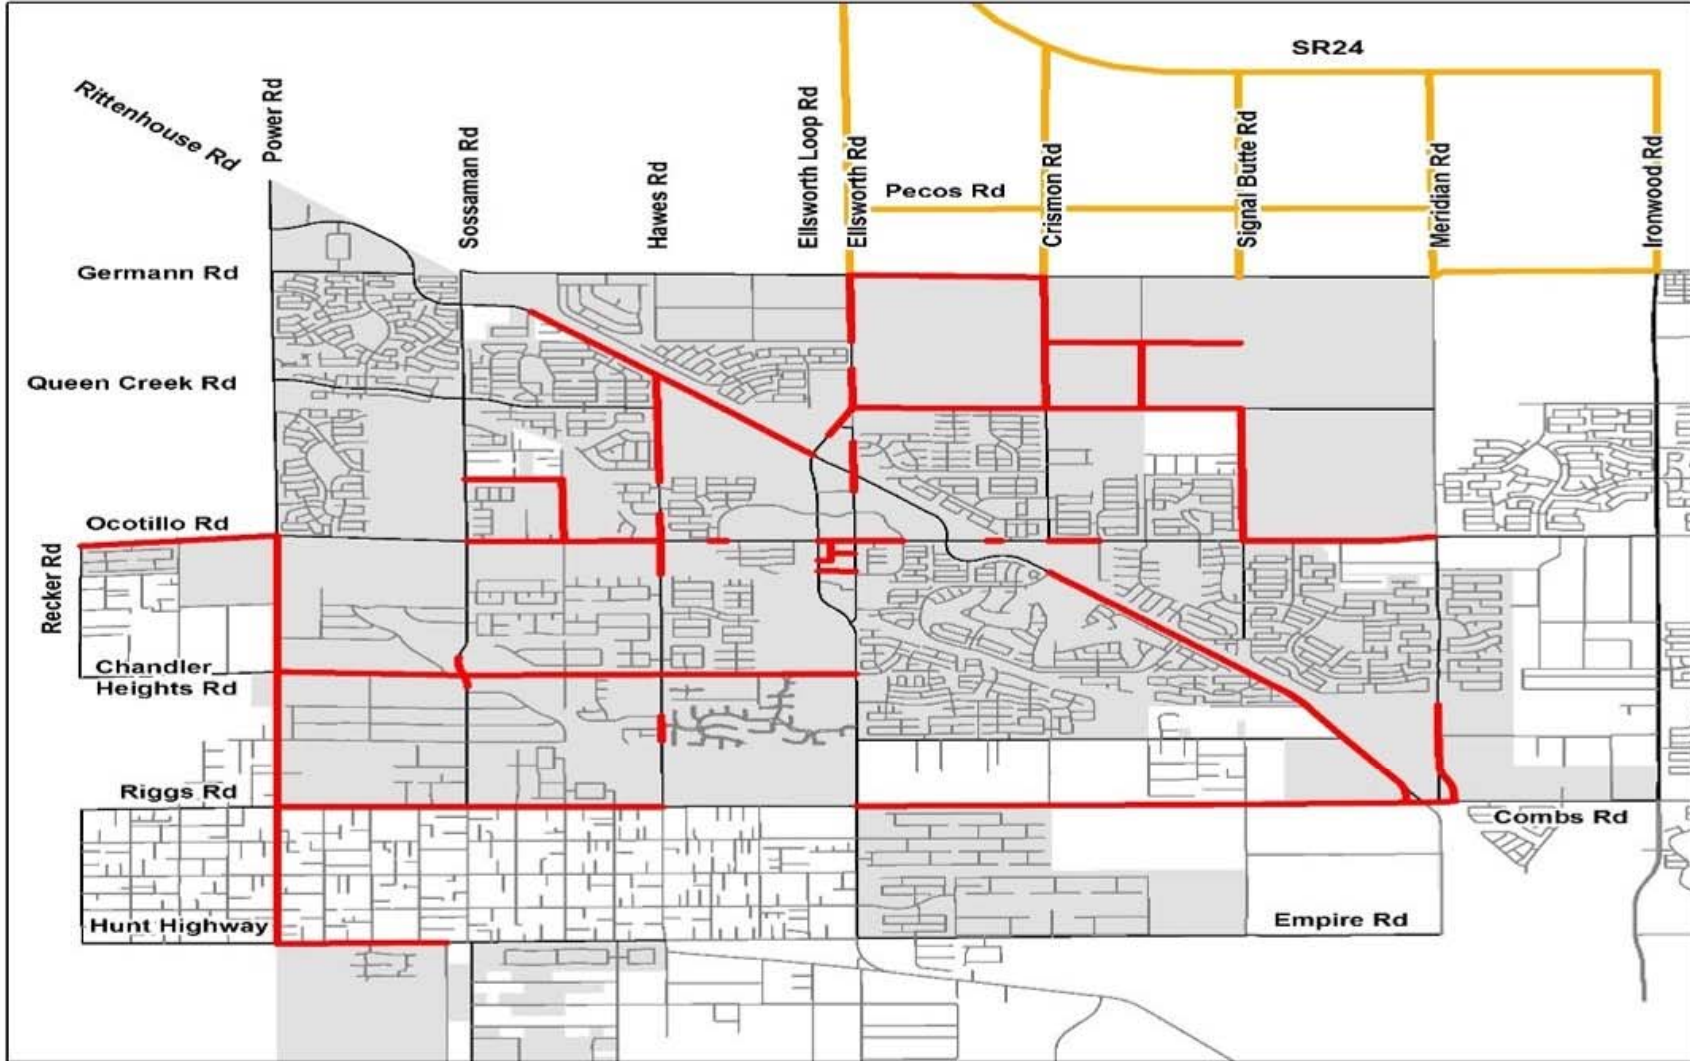 SR24
Rittenhouse Rd
Power Rd
Sossaman Rd
Hawes Rd
Ellsworth Loop Rd
Ellsworth Rd
Crismon Rd
Signal Butte Rd
Meridian Rd
Ironwood Rd
Pecos Rd
Germann Rd
Queen Creek Rd
Ocotillo Rd
Recker Rd
Chandler
Heights Rd
Riggs Rd
Combs Rd
Hunt Highway
Empire Rd